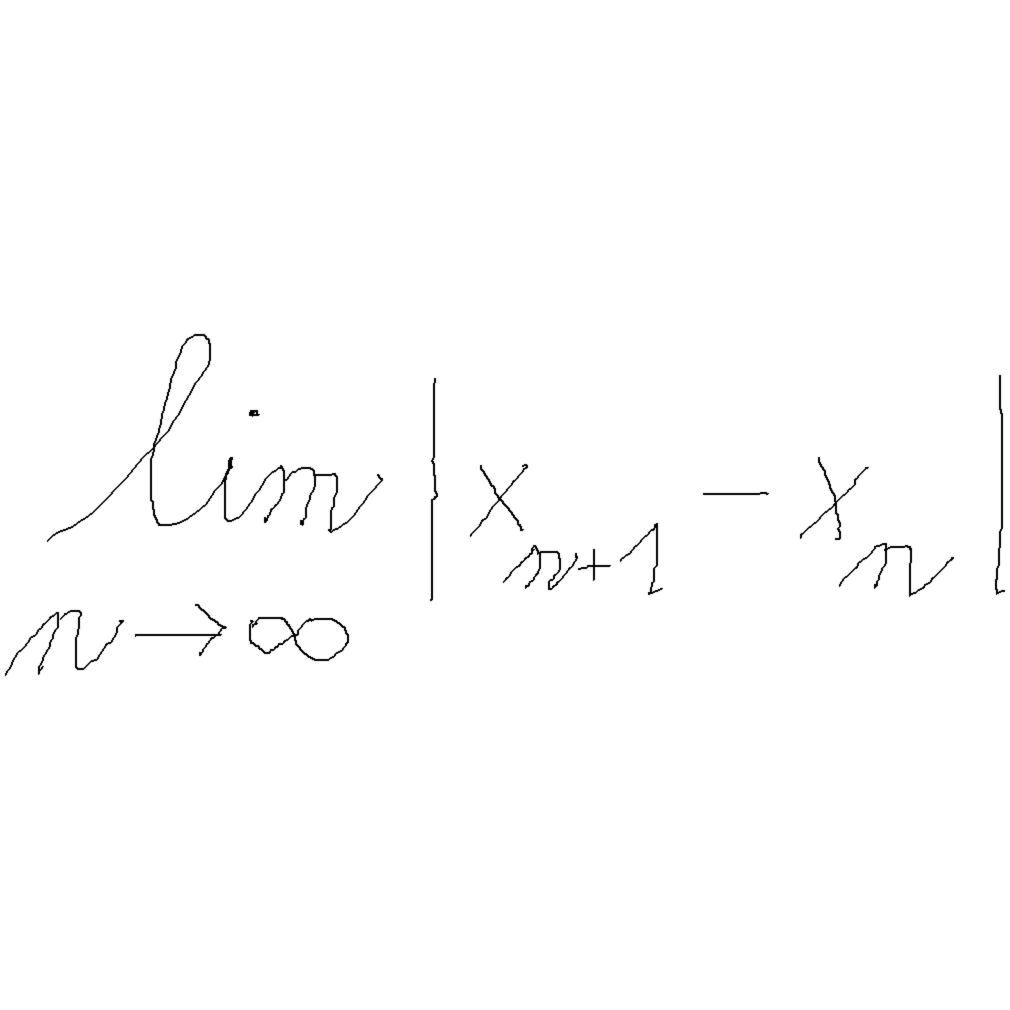 lim |x_{n+1} − x_n|
n→∞